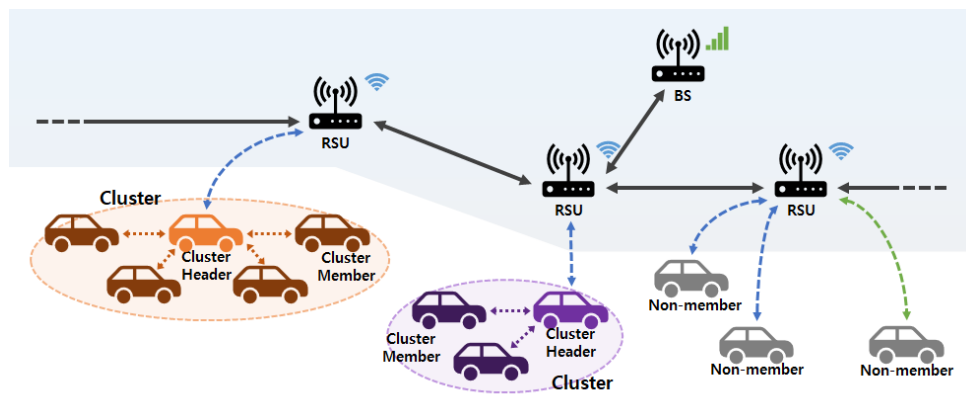 BS
RSU
RSU
RSU
Cluster
Cluster
Header
Cluster
Member
Non-member
Cluster
Member
Cluster
Header
Cluster
Non-member
Non-member